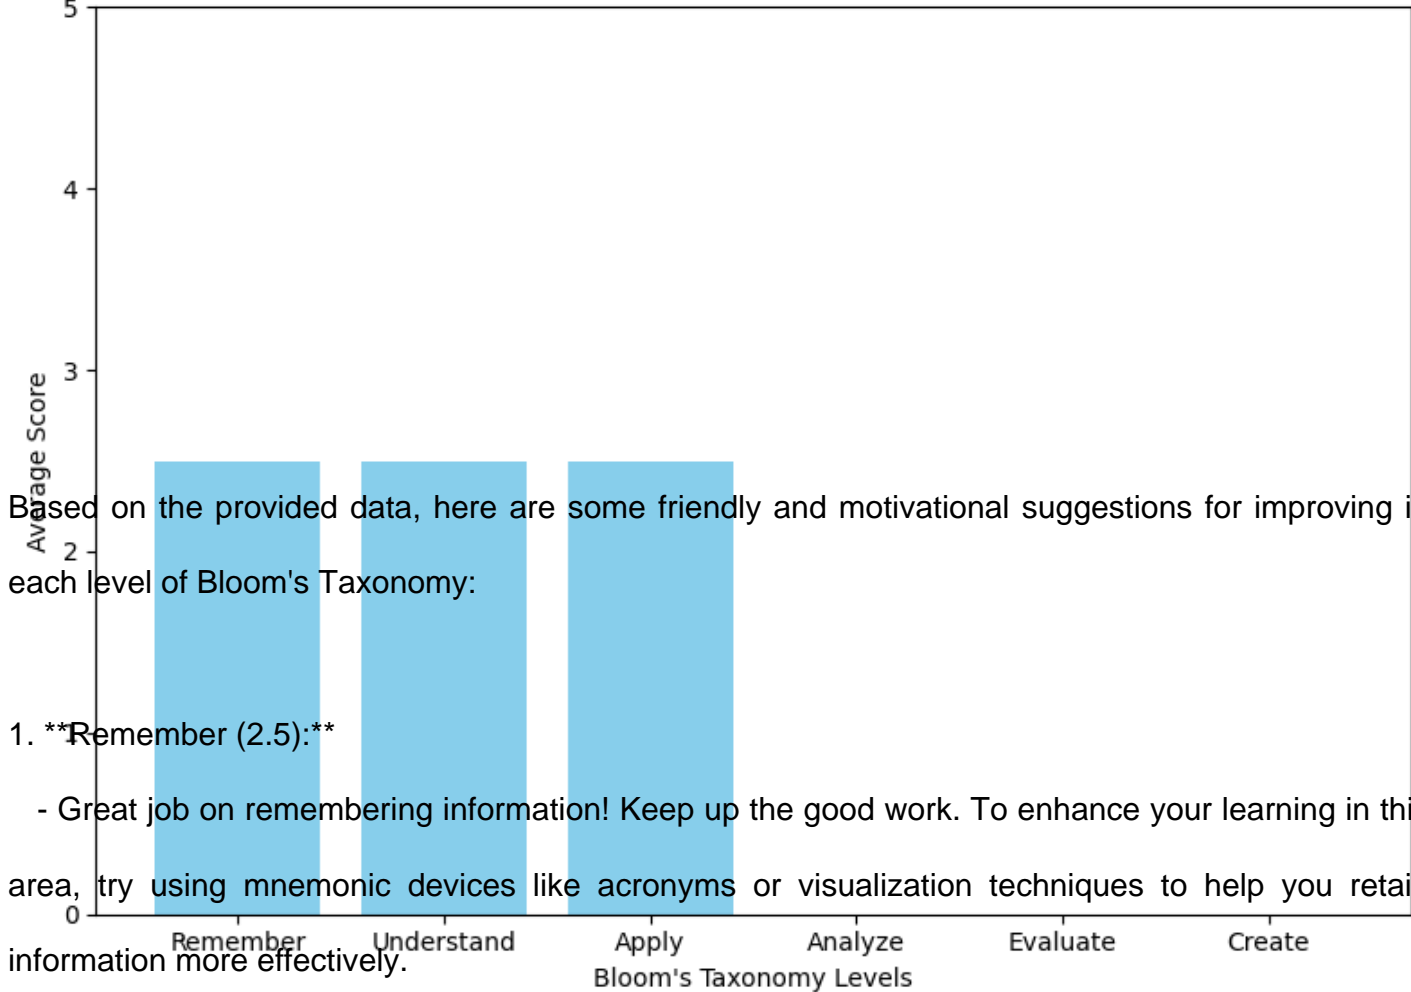 5
4
3
2
1
0
Average Score
Based on the provided data, here are some friendly and motivational suggestions for improving i
each level of Bloom's Taxonomy:
1. **Remember (2.5):**
- Great job on remembering information! Keep up the good work. To enhance your learning in thi
area, try using mnemonic devices like acronyms or visualization techniques to help you retai
information more effectively.
Remember Understand Apply Analyze Evaluate Create
Bloom's Taxonomy Levels